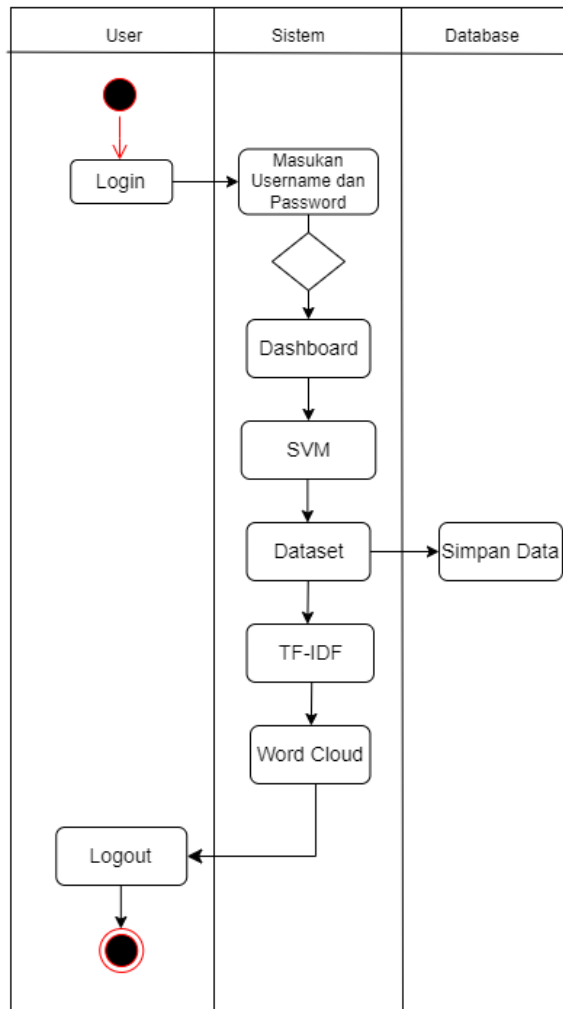 User
Sistem
Database
Login
Masukan
Username dan
Password
Dashboard
SVM
Dataset
Simpan Data
TF-IDF
Word Cloud
Logout